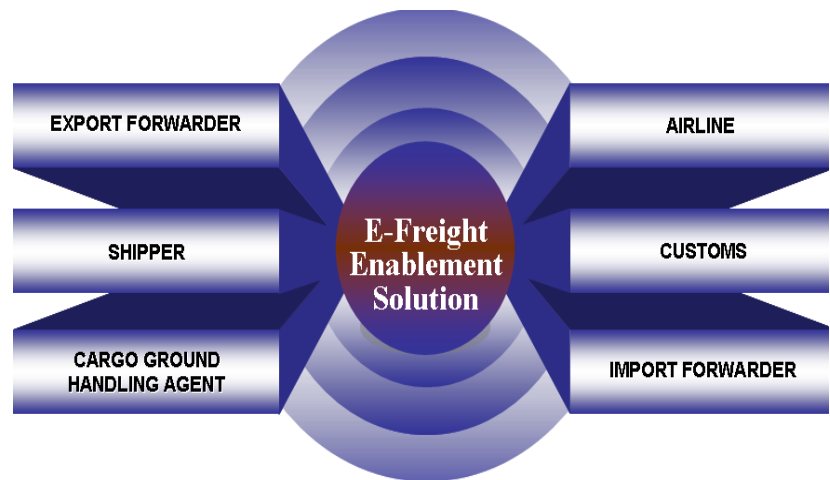 EXPORT FORWARDER
AIRLINE
E-Freight
Enablement
Solution
SHIPPER
CUSTOMS
CARGO GROUND
HANDLING AGENT
IMPORT FORWARDER